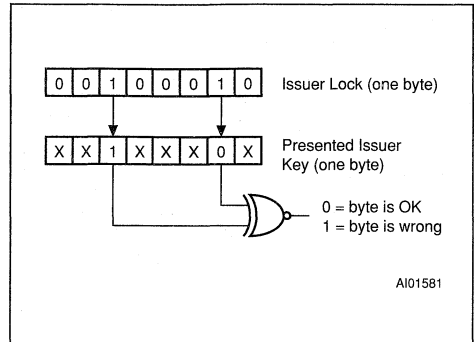 0 0 1 0 0 0 1 0 Issuer Lock (one byte)
X X 1 X X X 0 X Presented Issuer
Key (one byte)
0 = byte is OK
1 = byte is wrong
AI01581